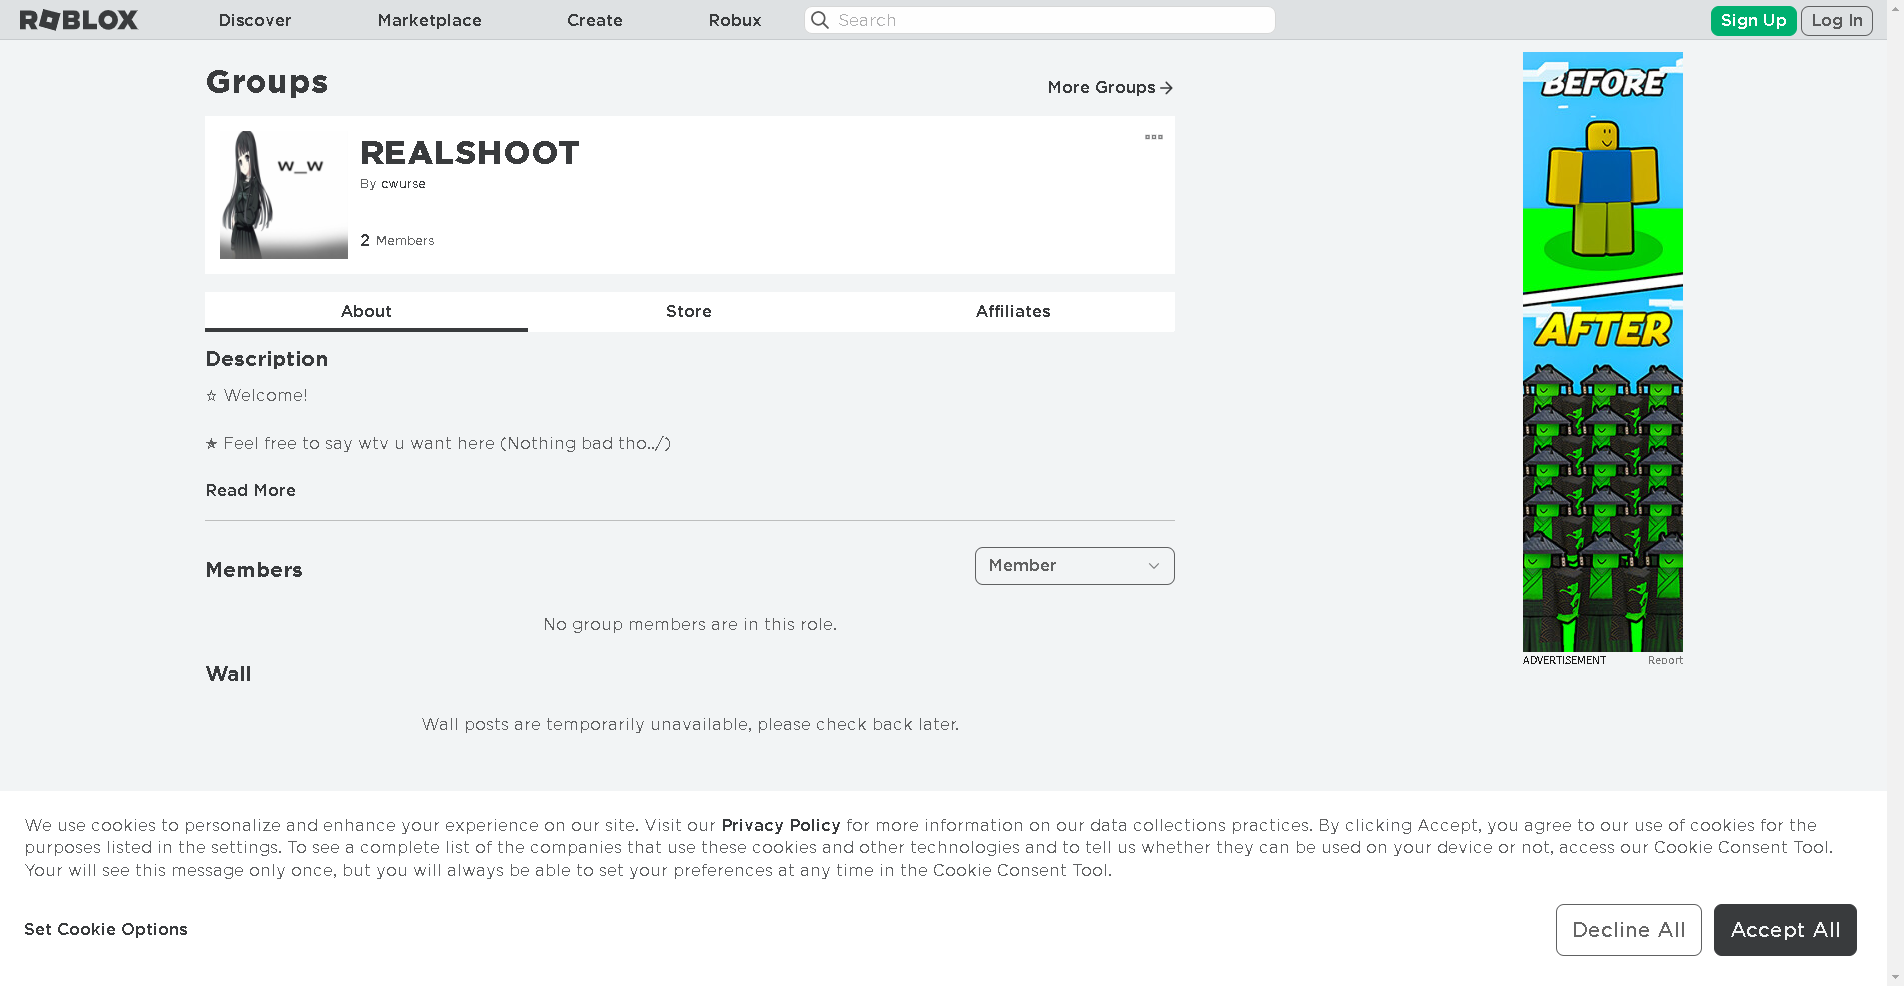 ROBLOX
Discover
Marketplace
Create
Robux
Search
Sign Up
Log In
Groups
More Groups
w_w
REALSHOOT
By cwurse
2 Members
About
Store
Affiliates
Description
☆ Welcome!
★ Feel free to say wtv u want here (Nothing bad tho../)
Read More
Members
Member
No group members are in this role.
Wall
Wall posts are temporarily unavailable, please check back later.
BEFORE
AFTER
ADVERTISEMENT
Report
We use cookies to personalize and enhance your experience on our site. Visit our Privacy Policy for more information on our data collections practices. By clicking Accept, you agree to our use of cookies for the
purposes listed in the settings. To see a complete list of the companies that use these cookies and other technologies and to tell us whether they can be used on your device or not, access our Cookie Consent Tool.
Your will see this message only once, but you will always be able to set your preferences at any time in the Cookie Consent Tool.
Set Cookie Options
Decline All
Accept All